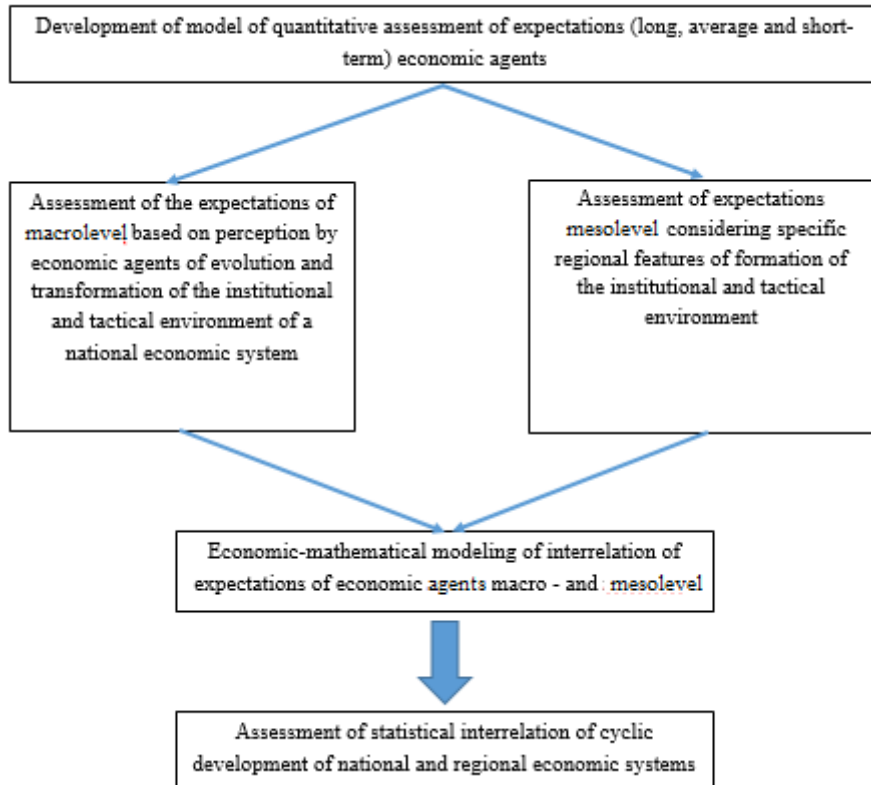 Development of model of quantitative assessment of expectations (long, average and short-
term) economic agents
Assessment of the expectations of
macrolevel based on perception by
economic agents of evolution and
transformation of the institutional
and tactical environment of a
national economic system
Assessment of expectations
mesolevel considering specific
regional features of formation of
the institutional and tactical
environment
Economic-mathematical modeling of interrelation of
expectations of economic agents macro - and mesolevel
Assessment of statistical interrelation of cyclic
development of national and regional economic systems